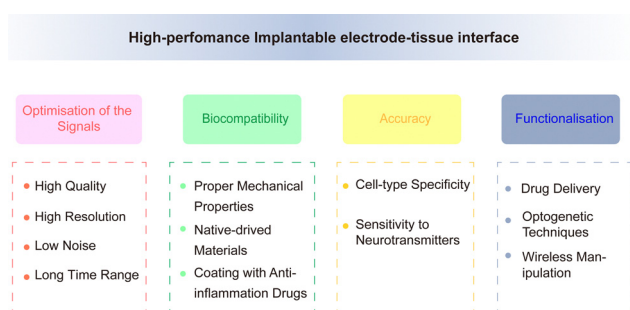 High-perfomance Implantable electrode-tissue interface
Optimisation of the
Signals
High Quality
High Resolution
Low Noise
Long Time Range
Biocompatibility
Proper Mechanical
Properties
Native-drived
Materials
Coating with Anti-
inflammation Drugs
Accuracy
Cell-type Specificity
Sensitivity to
Neurotransmitters
Functionalisation
Drug Delivery
Optogenetic
Techniques
Wireless Man-
ipulation